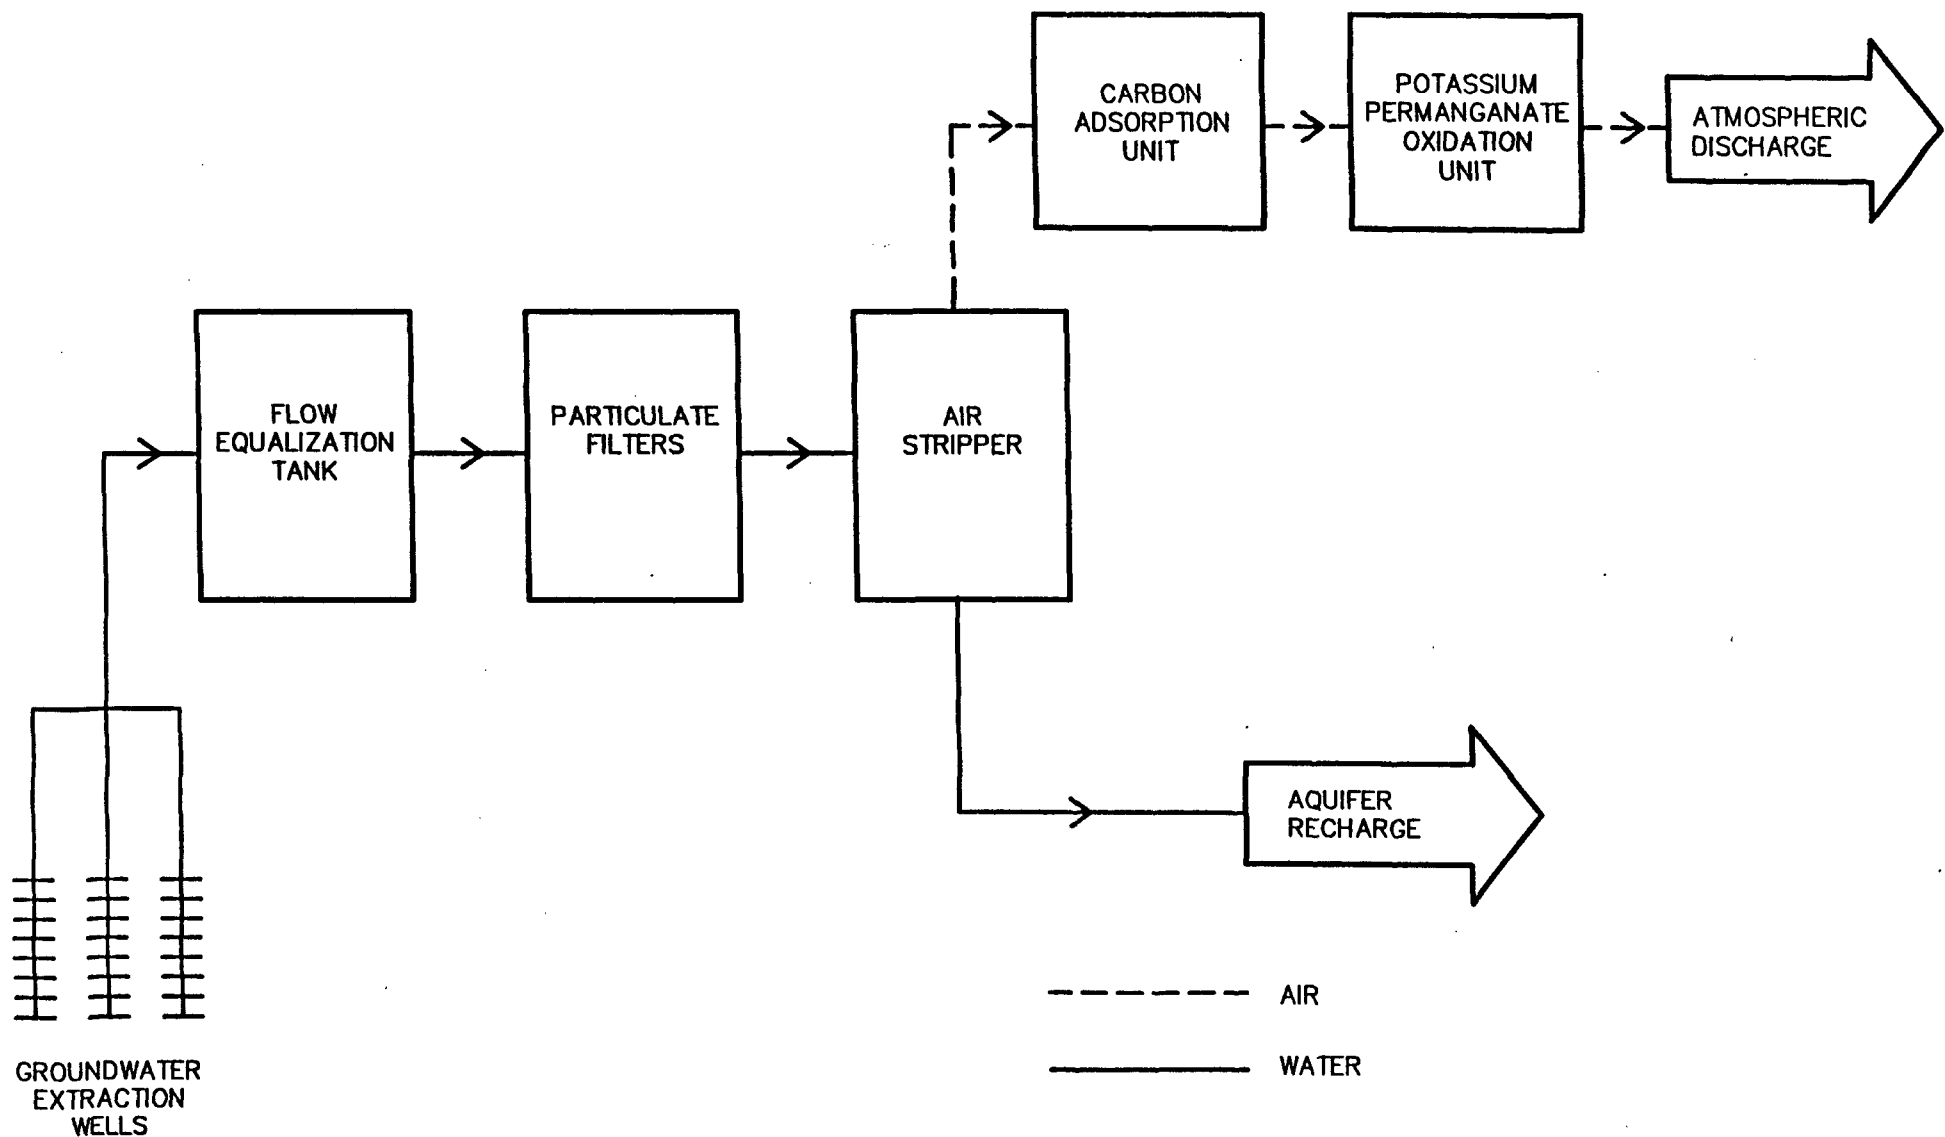 CARBON
ADSORPTION
UNIT
POTASSIUM
PERMANGANATE
OXIDATION
UNIT
ATMOSPHERIC
DISCHARGE
FLOW
EQUALIZATION
TANK
PARTICULATE
FILTERS
AIR
STRIPPER
AQUIFER
RECHARGE
AIR
WATER
GROUNDWATER
EXTRACTION
WELLS